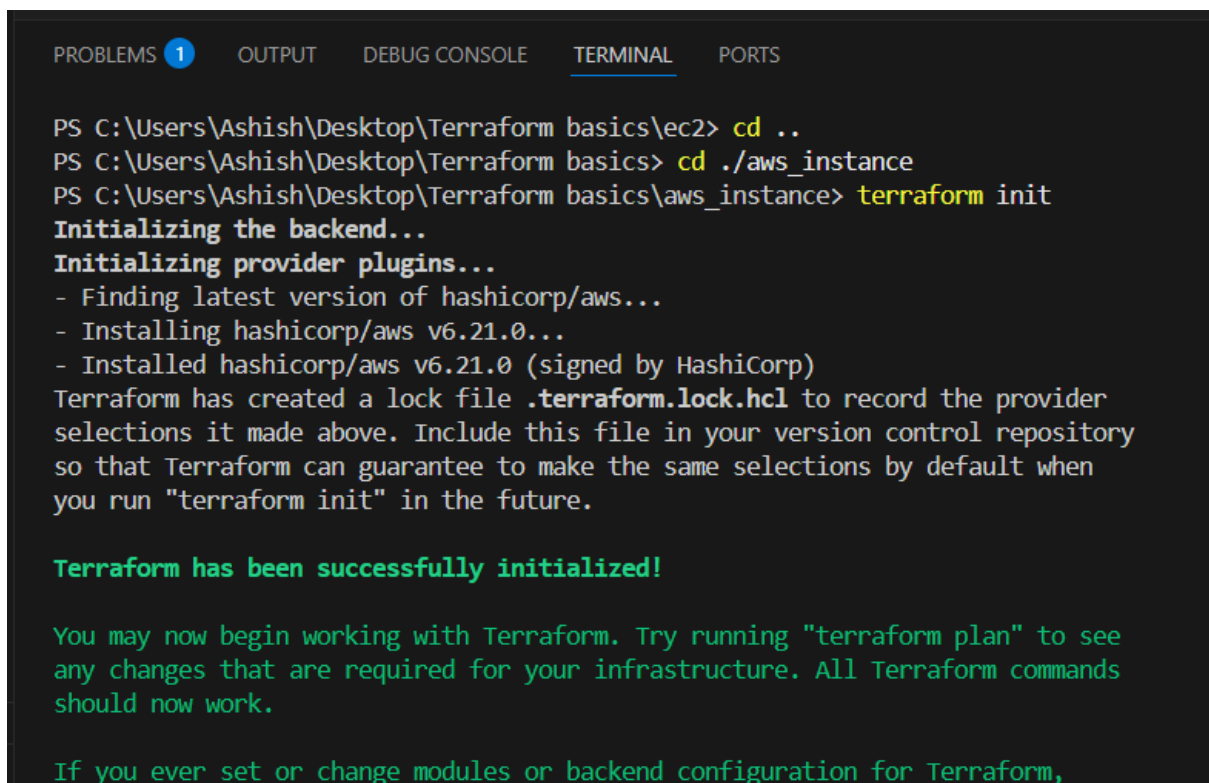 PROBLEMS 1 OUTPUT DEBUG CONSOLE TERMINAL PORTS
PS C:\Users\Ashish\Desktop\Terraform basics\ec2> cd ..
PS C:\Users\Ashish\Desktop\Terraform basics> cd ./aws_instance
PS C:\Users\Ashish\Desktop\Terraform basics\aws_instance> terraform init
Initializing the backend...
Initializing provider plugins...
- Finding latest version of hashicorp/aws...
- Installing hashicorp/aws v6.21.0...
- Installed hashicorp/aws v6.21.0 (signed by HashiCorp)
Terraform has created a lock file .terraform.lock.hcl to record the provider
selections it made above. Include this file in your version control repository
so that Terraform can guarantee to make the same selections by default when
you run "terraform init" in the future.
Terraform has been successfully initialized!
You may now begin working with Terraform. Try running "terraform plan" to see
any changes that are required for your infrastructure. All Terraform commands
should now work.
If you ever set or change modules or backend configuration for Terraform,